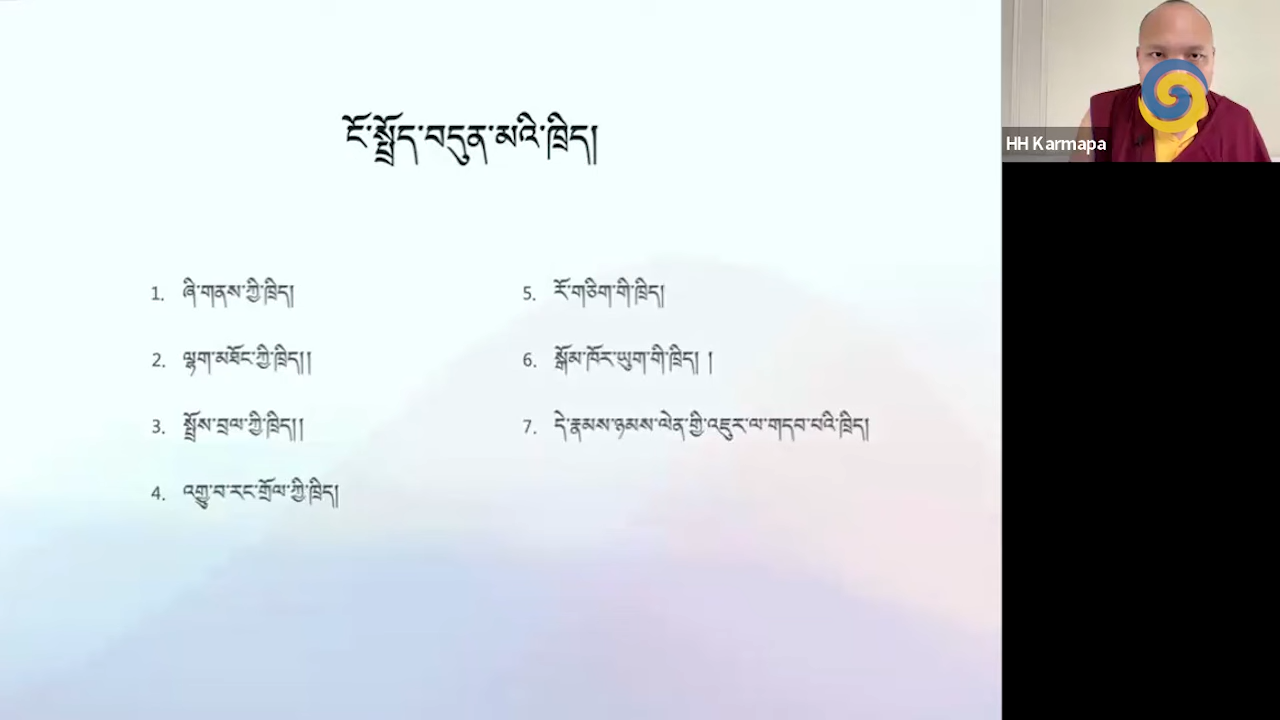 ངོ་སྤྲོད་བདུན་མའི་ཁྲིད།
1. ཞི་གནས་ཀྱི་ཁྲིད།
2. ལྷག་མཐོང་ཀྱི་ཁྲིད།།
3. སྤྲོས་བྲལ་ཀྱི་ཁྲིད།།
4. འགྱུ་བ་རང་གྲོལ་ཀྱི་ཁྲིད།
5. རོ་གཅིག་གི་ཁྲིད།
6. སྒོམ་ཁོར་ཡུག་གི་ཁྲིད། །
7. དེ་རྣམས་ཉམས་ལེན་གྱི་འཇུར་ལ་གདབ་པའི་ཁྲིད།
HH Karmapa